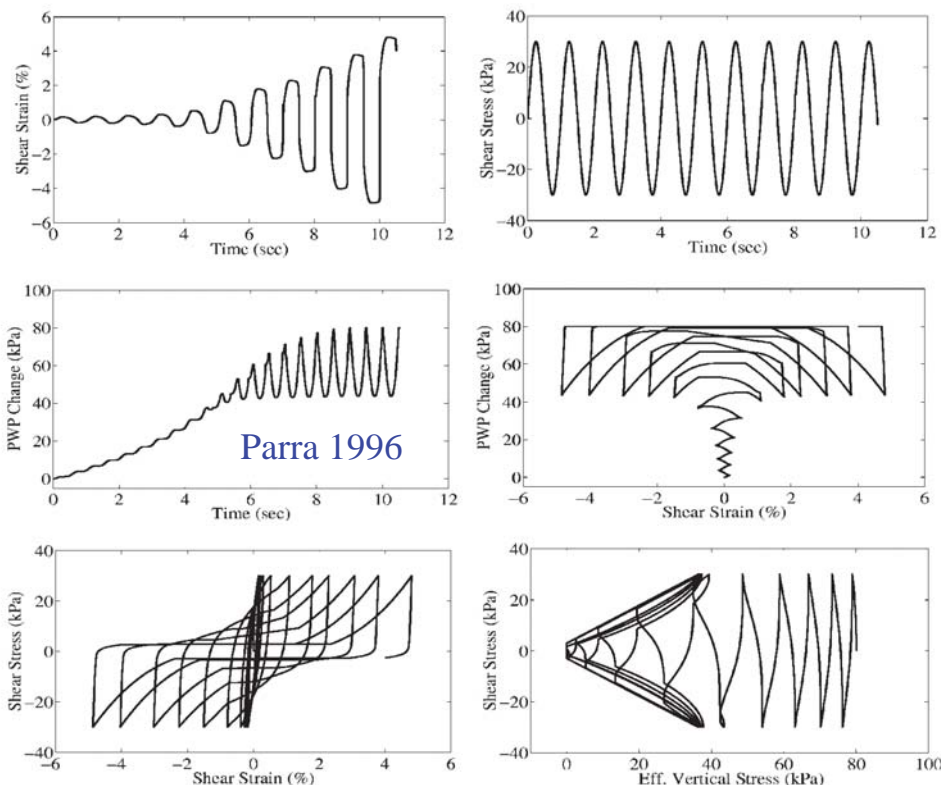 6
4
2
0
−2
−4
−6
0 2 4 6 8 10 12
Shear Strain (%)
Time (sec)
40
20
0
−20
−40
0 2 4 6 8 10 12
Shear Stress (kPa)
Time (sec)
100
80
60
40
20
0
0 2 4 6 8 10 12
PWP Change (kPa)
Time (sec)
Parra 1996
100
80
60
40
20
0
−6 −4 −2 0 2 4 6
PWP Change (kPa)
Shear Strain (%)
40
20
0
−20
−40
−6 −4 −2 0 2 4 6
Shear Stress (kPa)
Shear Strain (%)
40
20
0
−20
−40
0 20 40 60 80 100
Shear Stress (kPa)
Eff. Vertical Stress (kPa)